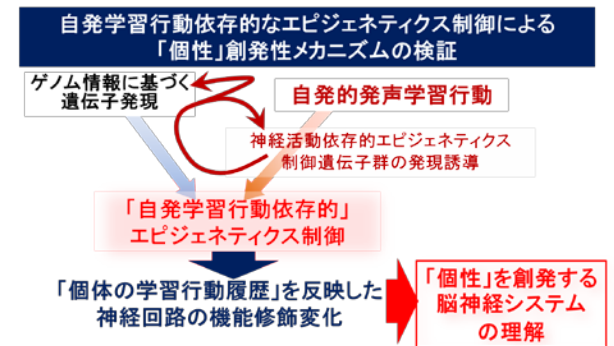 自発学習行動依存的なエピジェネティクス制御による
「個性」創発性メカニズムの検証
ゲノム情報に基づく
遺伝子発現
自発的発声学習行動
神経活動依存的エピジェネティクス
制御遺伝子群の発現誘導
「自発学習行動依存的」
エピジェネティクス制御
「個体の学習行動履歴」を反映した
神経回路の機能修飾変化
「個性」を創発する
脳神経システム
の理解